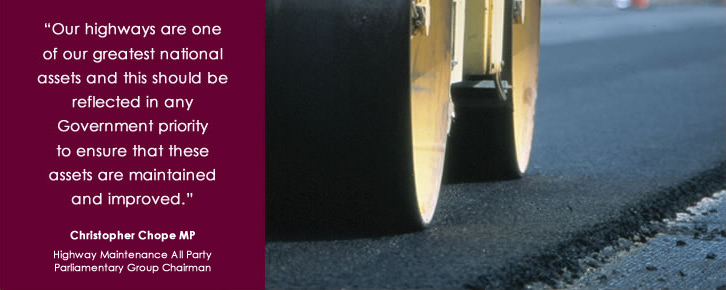 “Our highways are one
of our greatest national
assets and this should be
reflected in any
Government priority
to ensure that these
assets are maintained
and improved.”
Christopher Chope MP
Highway Maintenance All Party
Parliamentary Group Chairman